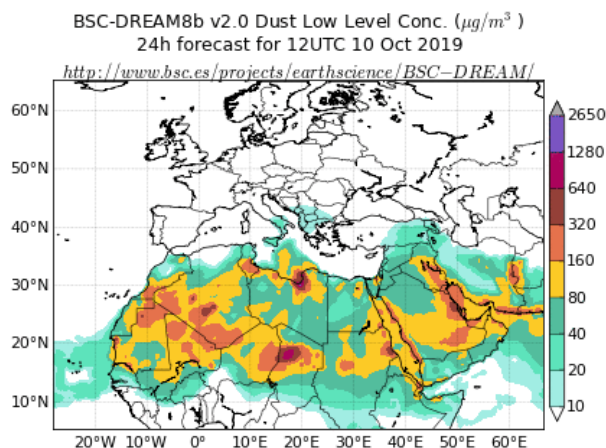 BSC-DREAM8b v2.0 Dust Low Level Conc. (μg/m³ )
24h forecast for 12UTC 10 Oct 2019
http://www.bsc.es/projects/earthscience/BSC−DREAM/
60°N
50°N
40°N
30°N
20°N
10°N
20°W 10°W 0° 10°E 20°E 30°E 40°E 50°E 60°E
2650
1280
640
320
160
80
40
20
10